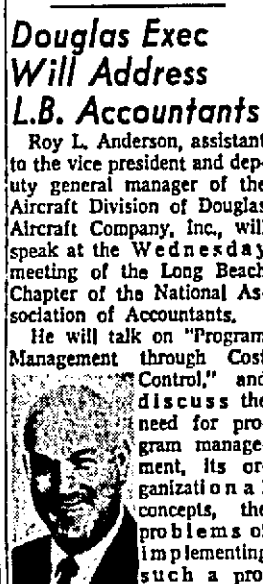 Douglas Exec
Will Address
L.B. Accountants
Roy L. Anderson, assistant
to the vice president and dep-
uty general manager of the
Aircraft Division of Douglas
Aircraft Company, Inc., will
speak at the Wednesday
meeting of the Long Beach
Chapter of the National As-
sociation of Accountants.
He will talk on "Program
Management through Cost
Control," and
discuss the
need for pro-
gram manage-
ment, its or-
ganizational
concepts, the
problems of
implementing
such a pro